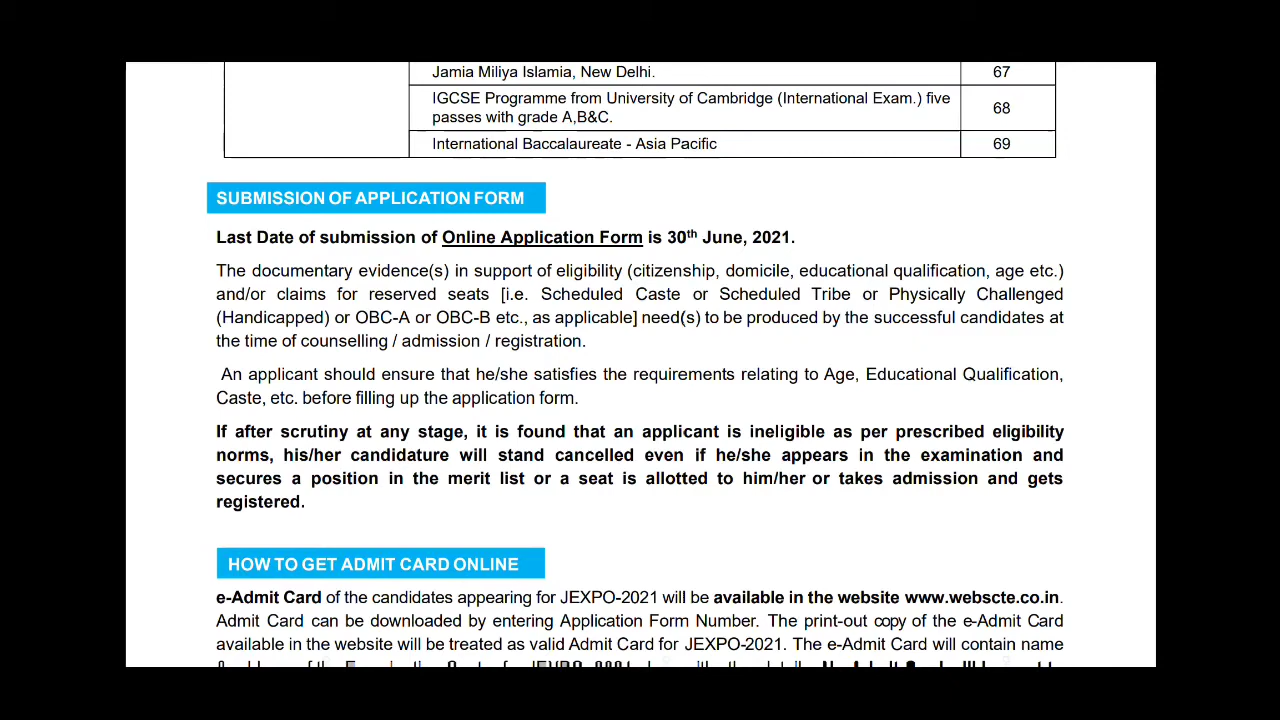 Jamia Miliya Islamia, New Delhi. 67
IGCSE Programme from University of Cambridge (International Exam.) five
passes with grade A,B&C. 68
International Baccalaureate - Asia Pacific 69
SUBMISSION OF APPLICATION FORM
Last Date of submission of Online Application Form is 30th June, 2021.
The documentary evidence(s) in support of eligibility (citizenship, domicile, educational qualification, age etc.)
and/or claims for reserved seats [i.e. Scheduled Caste or Scheduled Tribe or Physically Challenged
(Handicapped) or OBC-A or OBC-B etc., as applicable] need(s) to be produced by the successful candidates at
the time of counselling / admission / registration.
An applicant should ensure that he/she satisfies the requirements relating to Age, Educational Qualification,
Caste, etc. before filling up the application form.
If after scrutiny at any stage, it is found that an applicant is ineligible as per prescribed eligibility
norms, his/her candidature will stand cancelled even if he/she appears in the examination and
secures a position in the merit list or a seat is allotted to him/her or takes admission and gets
registered.
HOW TO GET ADMIT CARD ONLINE
e-Admit Card of the candidates appearing for JEXPO-2021 will be available in the website www.webscte.co.in.
Admit Card can be downloaded by entering Application Form Number. The print-out copy of the e-Admit Card
available in the website will be treated as valid Admit Card for JEXPO-2021. The e-Admit Card will contain name